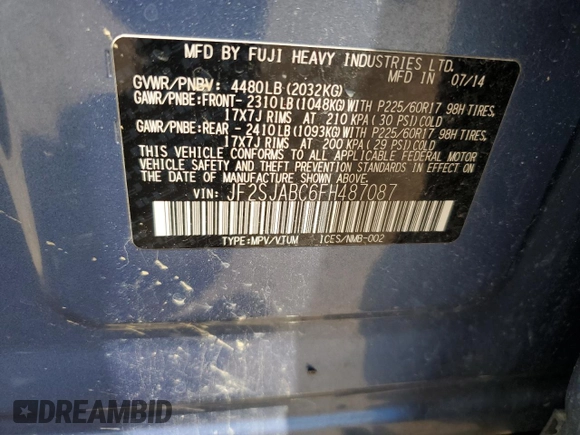 MFD BY FUJI HEAVY INDUSTRIES LTD.
MFD IN 07/14
GVWR/PNBV: 4480LB(2032KG)
GAWR/PNBE:FRONT- 2310LB(1048KG)WITH P225/60R17 98H TIRES,
17X7J RIMS AT 210 KPA( 30 PSI)COLD
GAWR/PNBE:REAR - 2410LB(1093KG)WITH P225/60R17 98H TIRES,
17X7J RIMS AT 200 KPA( 29 PSI)COLD
THIS VEHICLE CONFORMS TO ALL APPLICABLE FEDERAL MOTOR
VEHICLE SAFETY AND BUMPER STANDARDS IN EFFECT ON
THE DATE OF MANUFACTURE SHOWN ABOVE.
VIN: JF2SJABC6FH487087
TYPE:MPV/VTUM ICES/NMB-002
DREAMBID